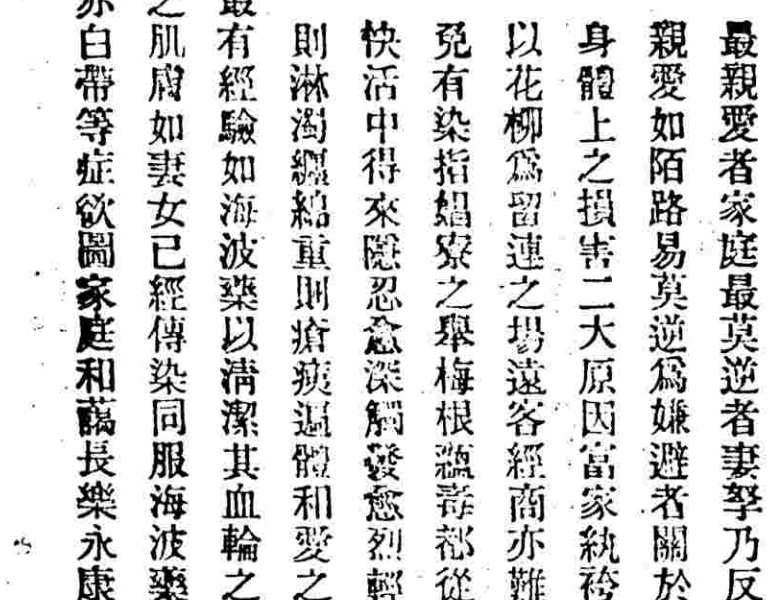 最親愛者家庭最莫逆者妻孥乃反
親愛如陌路易莫逆爲嫌避者關於
身體上之損害二大原因富家紈袴
以花柳爲留連之場遠客經商亦難
免有染指娼寮之舉梅根蘊毒都從
快活中得來隱忍愈深觸發愈烈輕
則淋濁纏綿重則瘡痍遍體和愛之
最有經驗如海波藥以清潔其血輪之
之肌膚如妻女已經傳染同服海波藥
赤白帶等症欲圖家庭和藹長樂永康